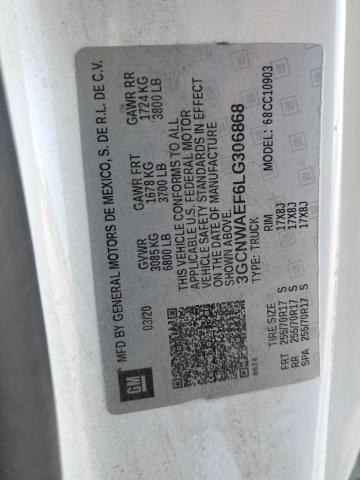 MFD BY GENERAL MOTORS DE MEXICO, S. DE R.L. DE C.V.
03/20
GVWR
3085 KG
6800 LB
GAWR FRT
1678 KG
3700 LB
GAWR RR
1724 KG
3800 LB
THIS VEHICLE CONFORMS TO ALL
APPLICABLE U.S. FEDERAL MOTOR
VEHICLE SAFETY STANDARDS IN EFFECT
ON THE DATE OF MANUFACTURE
SHOWN ABOVE.
3GCNWAEF6LG306868
TYPE: TRUCK
MODEL: 68CC10903
GM
8624
TIRE SIZE
RIM
FRT 255/70R17 S 17X8J
RR 255/70R17 S 17X8J
SPA 255/70R17 S 17X8J